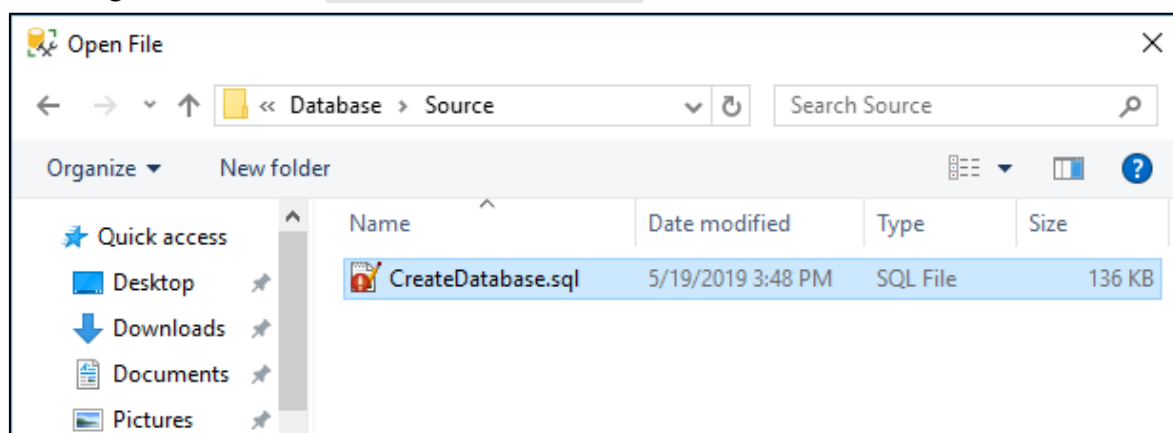 Open File
« Database > Source
Search Source
Organize
New folder
Name
Date modified
Type
Size
Quick access
CreateDatabase.sql
5/19/2019 3:48 PM
SQL File
136 KB
Desktop
Downloads
Documents
Pictures